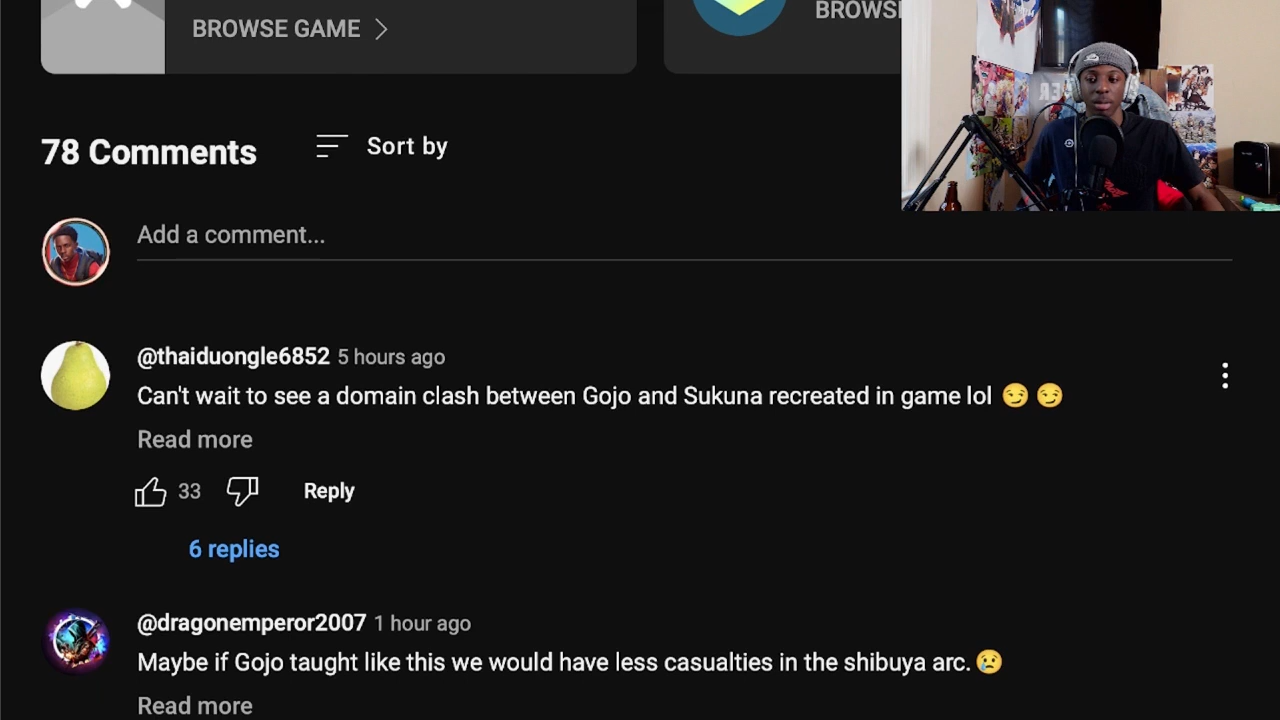 BROWSE GAME
BROWS
78 Comments
Sort by
Add a comment...
@thaiduongle6852 5 hours ago
Can't wait to see a domain clash between Gojo and Sukuna recreated in game lol 😏 😏
Read more
33
Reply
6 replies
@dragonemperor2007 1 hour ago
Maybe if Gojo taught like this we would have less casualties in the shibuya arc.😢
Read more